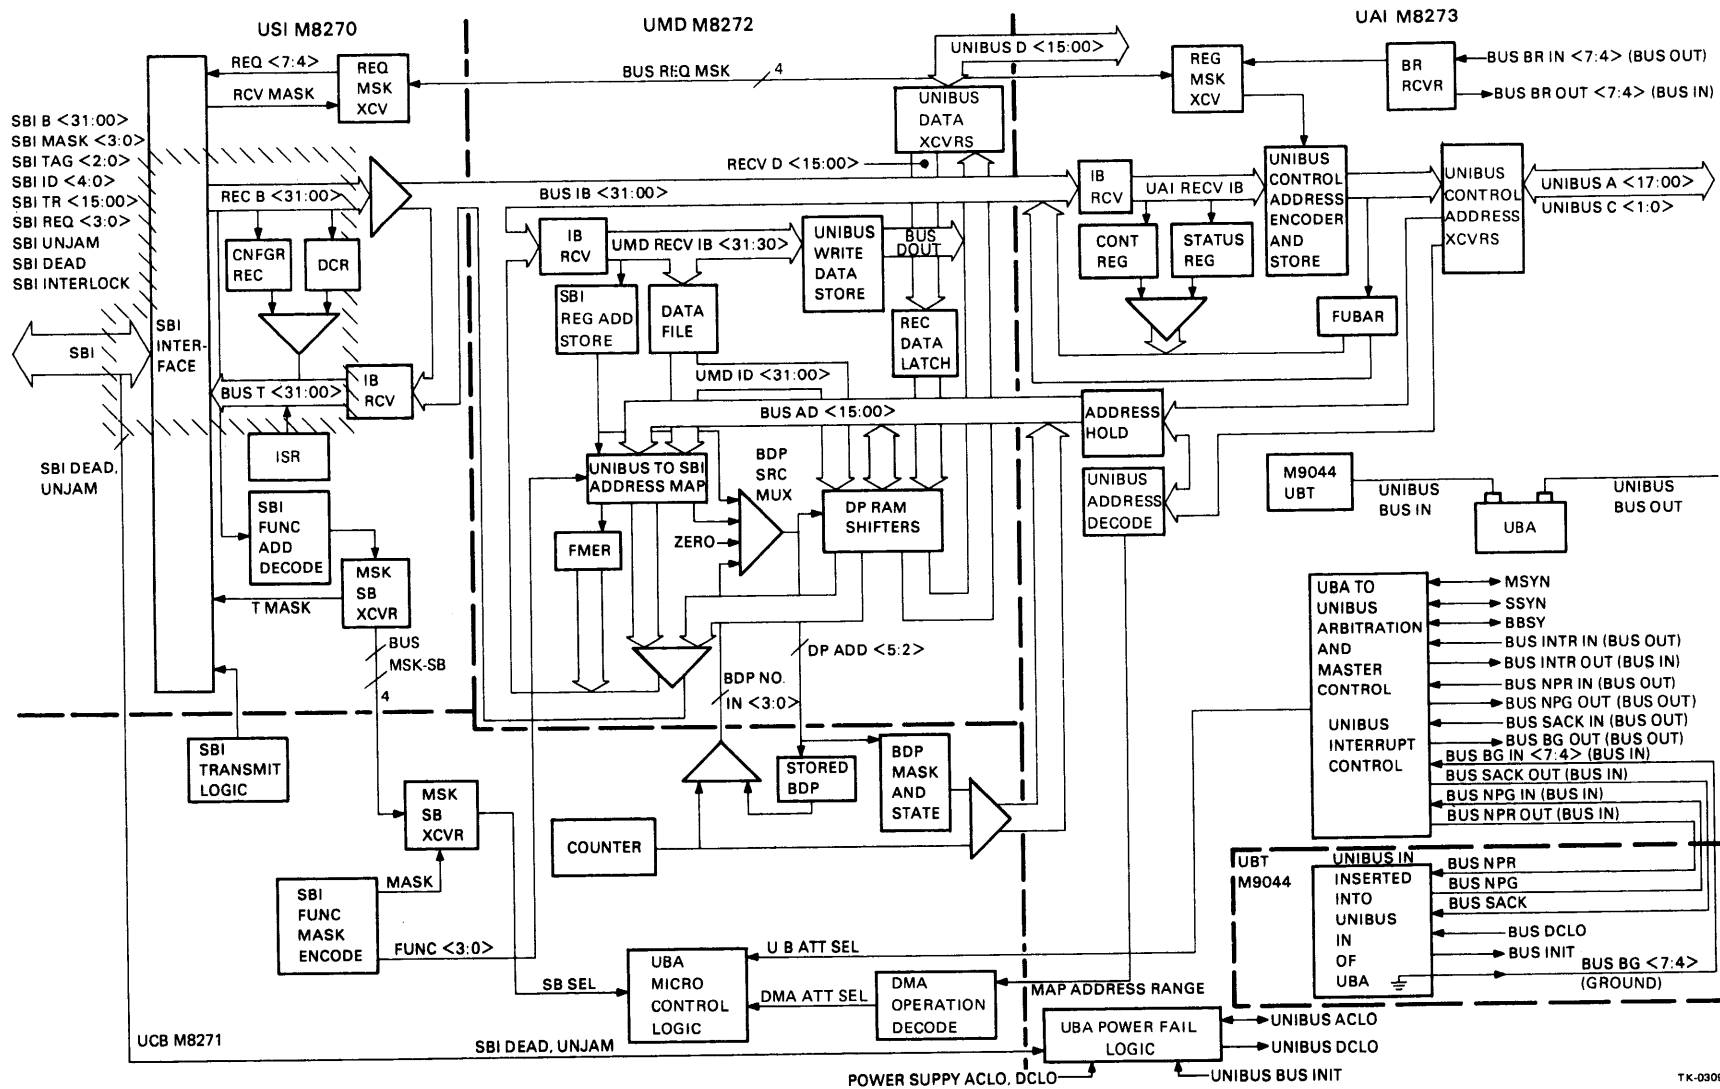 USI M8270
UMD M8272
UAI M8273
REQ <7:4>
RCV MASK
REQ
MSK
XCV
BUS REQ MSK
4
UNIBUS D <15:00>
REG
MSK
XCV
BR
RCVR
BUS BR IN <7:4> (BUS OUT)
BUS BR OUT <7:4> (BUS IN)
SBI B <31:00>
SBI MASK <3:0>
SBI TAG <2:0>
SBI ID <4:0>
SBI TR <15:00>
SBI REQ <3:0>
SBI UNJAM
SBI DEAD
SBI INTERLOCK
UNIBUS
DATA
XCVRS
RECV D <15:00>
REC B <31:00>
BUS IB <31:00>
IB
RCV
UAI RECV IB
UNIBUS
CONTROL
ADDRESS
ENCODER
AND
STORE
UNIBUS
CONTROL
ADDRESS
XCVRS
UNIBUS A <17:00>
UNIBUS C <1:0>
CNFGR
REC
DCR
IB
RCV
UMD RECV IB <31:30>
UNIBUS
WRITE
DATA
STORE
BUS
DOUT
CONT
REG
STATUS
REG
SBI
REG ADD
STORE
DATA
FILE
REC
DATA
LATCH
FUBAR
SBI
SBI
INTER-
FACE
BUS T <31:00>
IB
RCV
UMD ID <31:00>
BUS AD <15:00>
ADDRESS
HOLD
ISR
SBI DEAD,
UNJAM
UNIBUS TO SBI
ADDRESS MAP
BDP
SRC
MUX
DP RAM
SHIFTERS
UNIBUS
ADDRESS
DECODE
M9044
UBT
UNIBUS
BUS IN
UBA
UNIBUS
BUS OUT
SBI
FUNC
ADD
DECODE
ZERO
FMER
MSK
SB
XCVR
T MASK
BUS
MSK-SB
4
DP ADD <5:2>
BDP NO.
IN <3:0>
UBA TO
UNIBUS
ARBITRATION
AND
MASTER
CONTROL
UNIBUS
INTERRUPT
CONTROL
MSYN
SSYN
BBSY
BUS INTR IN (BUS OUT)
BUS INTR OUT (BUS IN)
BUS NPR IN (BUS OUT)
BUS NPG OUT (BUS OUT)
BUS SACK IN (BUS OUT)
BUS BG OUT (BUS OUT)
BUS BG IN <7:4> (BUS IN)
BUS SACK OUT (BUS IN)
BUS NPG IN (BUS IN)
BUS NPR OUT (BUS IN)
SBI
TRANSMIT
LOGIC
STORED
BDP
BDP
MASK
AND
STATE
MSK
SB
XCVR
COUNTER
MASK
SBI
FUNC
MASK
ENCODE
FUNC <3:0>
UBT
M9044
UNIBUS IN
INSERTED
INTO
UNIBUS
IN
OF
UBA
BUS NPR
BUS NPG
BUS SACK
BUS DCLO
BUS INIT
BUS BG <7:4>
(GROUND)
SB SEL
UBA
MICRO
CONTROL
LOGIC
U B ATT SEL
DMA ATT SEL
DMA
OPERATION
DECODE
MAP ADDRESS RANGE
UCB M8271
SBI DEAD, UNJAM
UBA POWER FAIL
LOGIC
UNIBUS ACLO
UNIBUS DCLO
POWER SUPPY ACLO, DCLO
UNIBUS BUS INIT
TK-0309